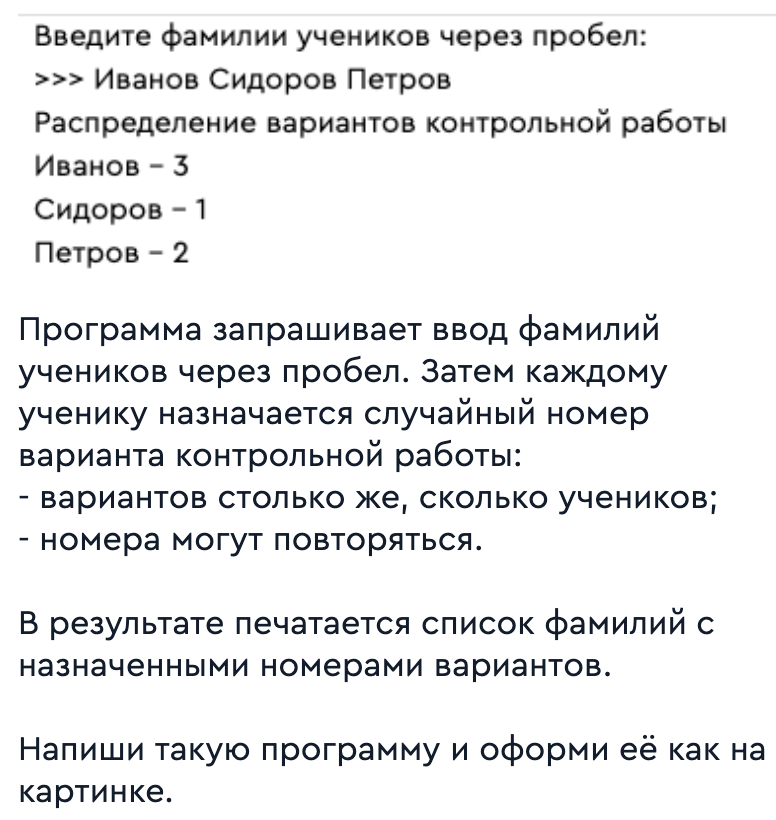 Введите фамилии учеников через пробел:
>>> Иванов Сидоров Петров
Распределение вариантов контрольной работы
Иванов – 3
Сидоров – 1
Петров – 2
Программа запрашивает ввод фамилий
учеников через пробел. Затем каждому
ученику назначается случайный номер
варианта контрольной работы:
- вариантов столько же, сколько учеников;
- номера могут повторяться.
В результате печатается список фамилий с
назначенными номерами вариантов.
Напиши такую программу и оформи её как на
картинке.